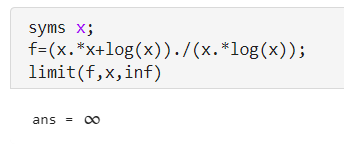 syms x;
f=(x.*x+log(x))./(x.*log(x));
limit(f,x,inf)
ans = ∞